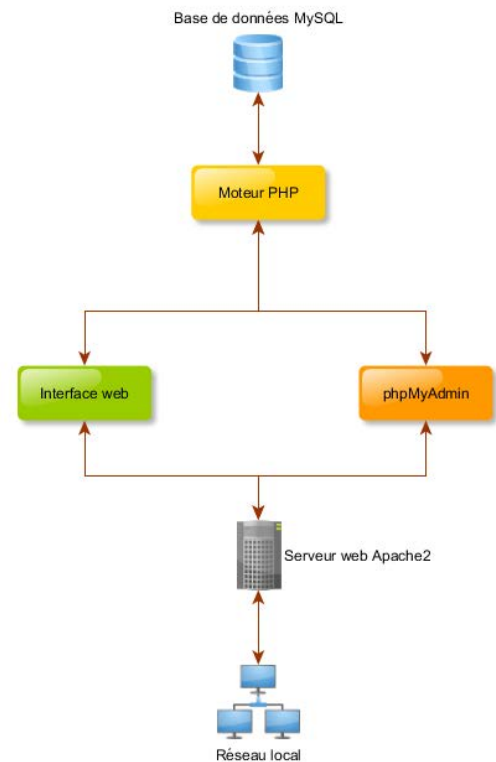 Base de données MySQL
Moteur PHP
Interface web
phpMyAdmin
Serveur web Apache2
Réseau local